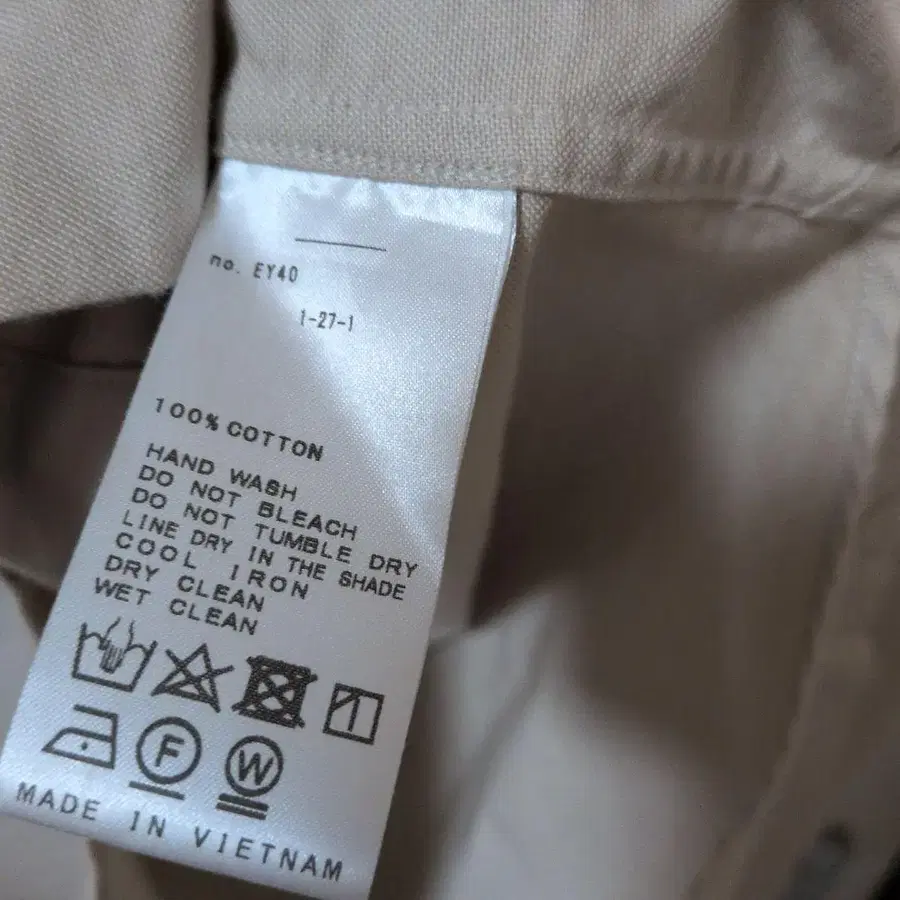 no. EY40
1-27-1
100% COTTON
HAND WASH
DO NOT BLEACH
DO NOT TUMBLE DRY
LINE DRY IN THE SHADE
COOL IRON
DRY CLEAN
WET CLEAN
F
W
MADE IN VIETNAM